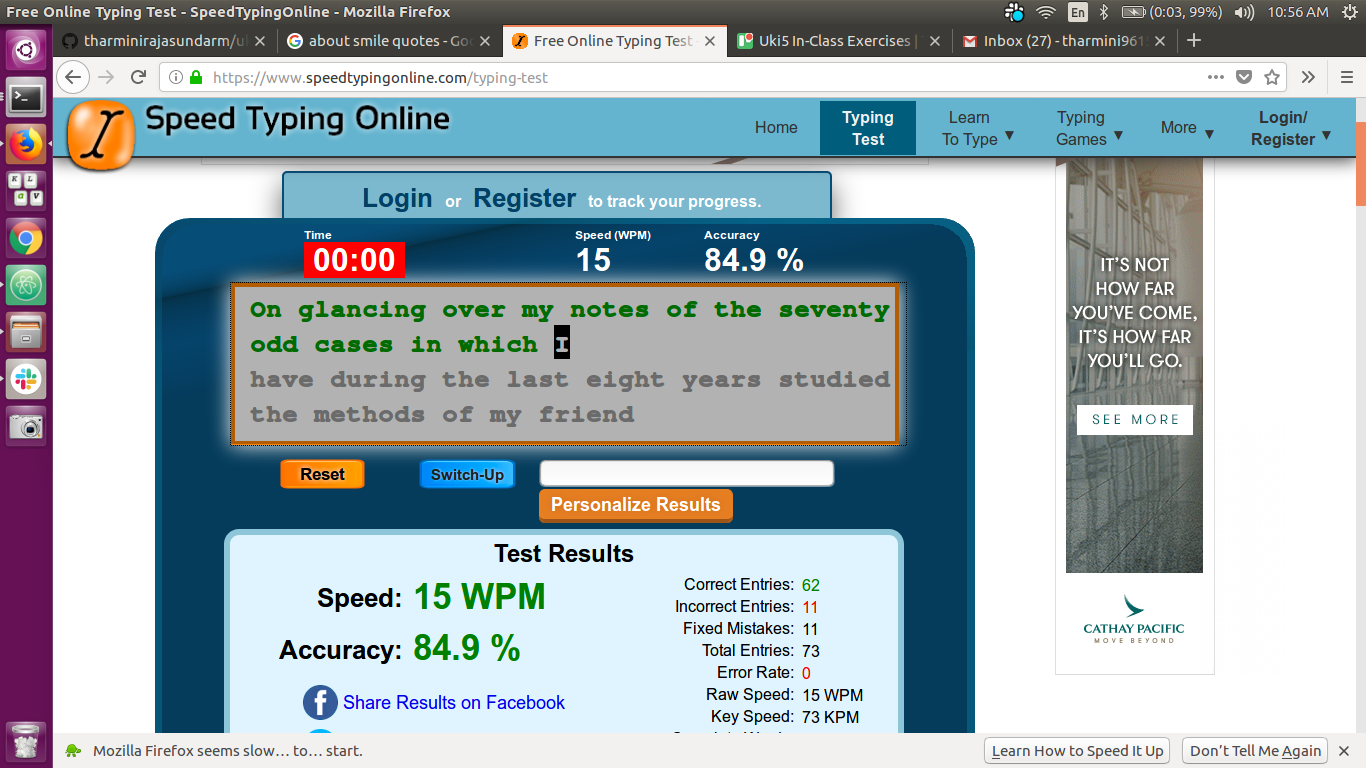 Free Online Typing Test - SpeedTypingOnline - Mozilla Firefox
En
(0:03, 99%)
10:56 AM
tharminirajasundarm/u
about smile quotes - Go
Free Online Typing Test
Uki5 In-Class Exercises |
Inbox (27) - tharmini961
https://www.speedtypingonline.com/typing-test
Speed Typing Online
Home
Typing
Test
Learn
To Type
Typing
Games
More
Login/
Register
Login or Register to track your progress.
Time
00:00
Speed (WPM)
15
Accuracy
84.9 %
On glancing over my notes of the seventy
odd cases in which I
have during the last eight years studied
the methods of my friend
Reset
Switch-Up
Personalize Results
Test Results
Speed: 15 WPM
Accuracy: 84.9 %
Share Results on Facebook
Correct Entries: 62
Incorrect Entries: 11
Fixed Mistakes: 11
Total Entries: 73
Error Rate: 0
Raw Speed: 15 WPM
Key Speed: 73 KPM
IT'S NOT
HOW FAR
YOU'VE COME,
IT'S HOW FAR
YOU'LL GO.
SEE MORE
CATHAY PACIFIC
MOVE BEYOND
Mozilla Firefox seems slow… to… start.
Learn How to Speed It Up
Don't Tell Me Again